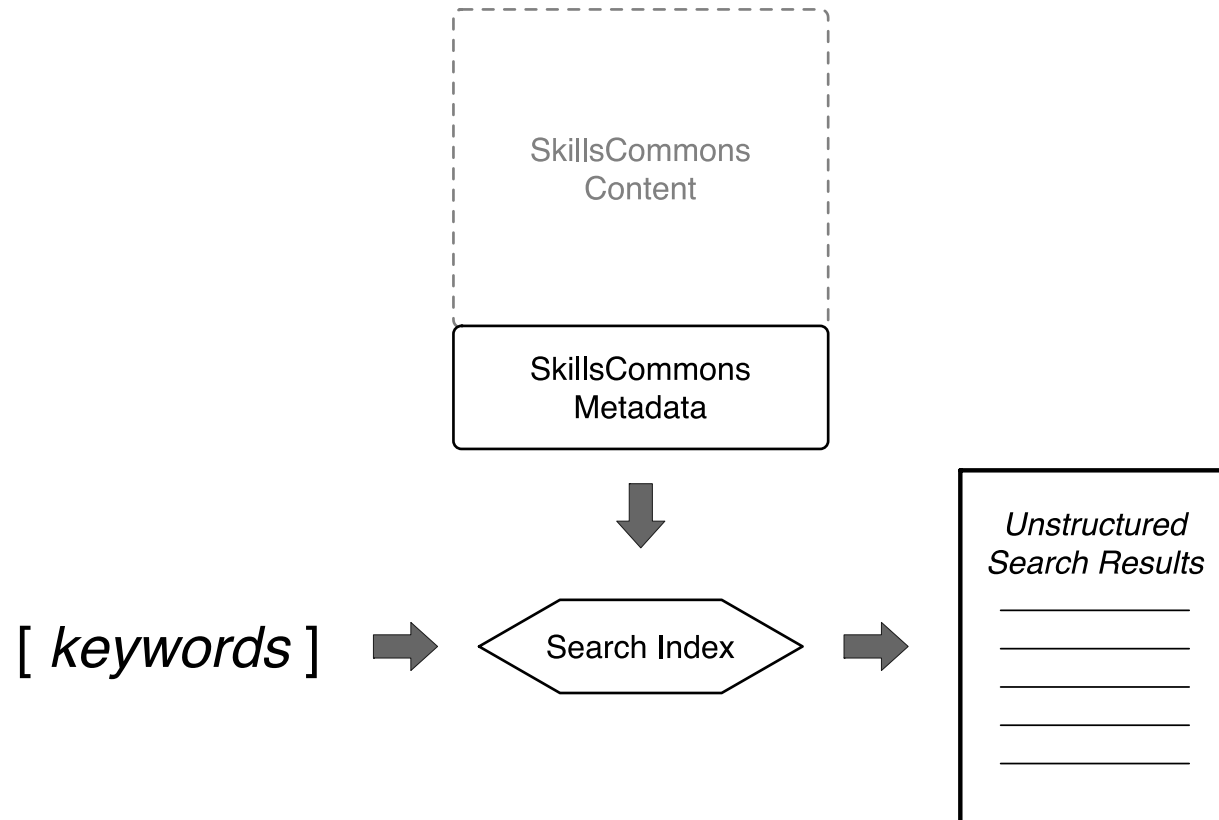 SkillsCommons
Content
SkillsCommons
Metadata
Unstructured
Search Results
[ keywords ]
Search Index